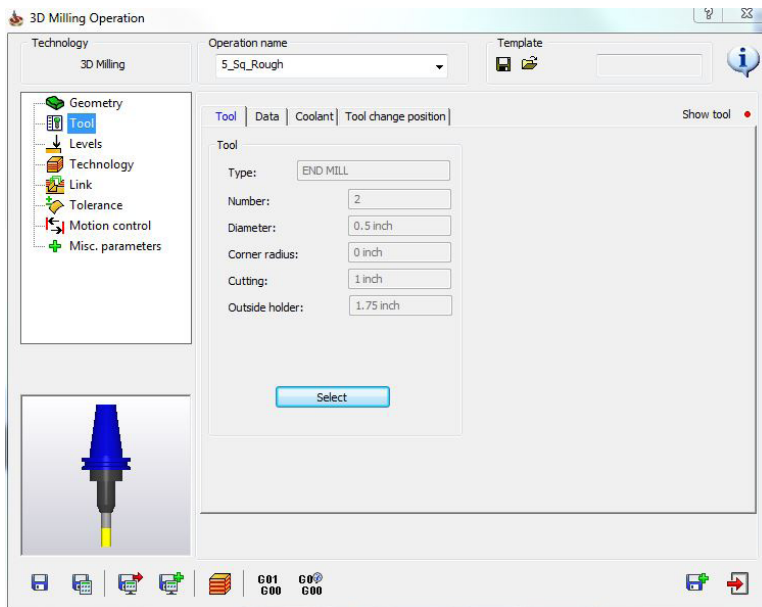 3D Milling Operation
Technology
3D Milling
Operation name
5_Sq_Rough
Template
Geometry
Tool
Levels
Technology
Link
Tolerance
Motion control
Misc. parameters
Tool
Data
Coolant
Tool change position
Show tool
Tool
Type: END MILL
Number: 2
Diameter: 0.5 inch
Corner radius: 0 inch
Cutting: 1 inch
Outside holder: 1.75 inch
Select
G01
G00
G0
G00